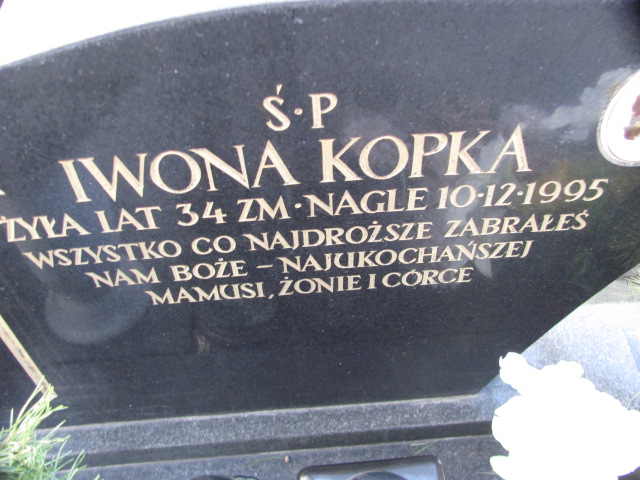 Ś·P
IWONA KOPKA
ŻYŁA LAT 34 ZM·NAGLE 10·12·1995
WSZYSTKO CO NAJDROŻSZE ZABRAŁEŚ
NAM BOŻE – NAJUKOCHAŃSZEJ
MAMUSI, ŻONIE I CÓRCE